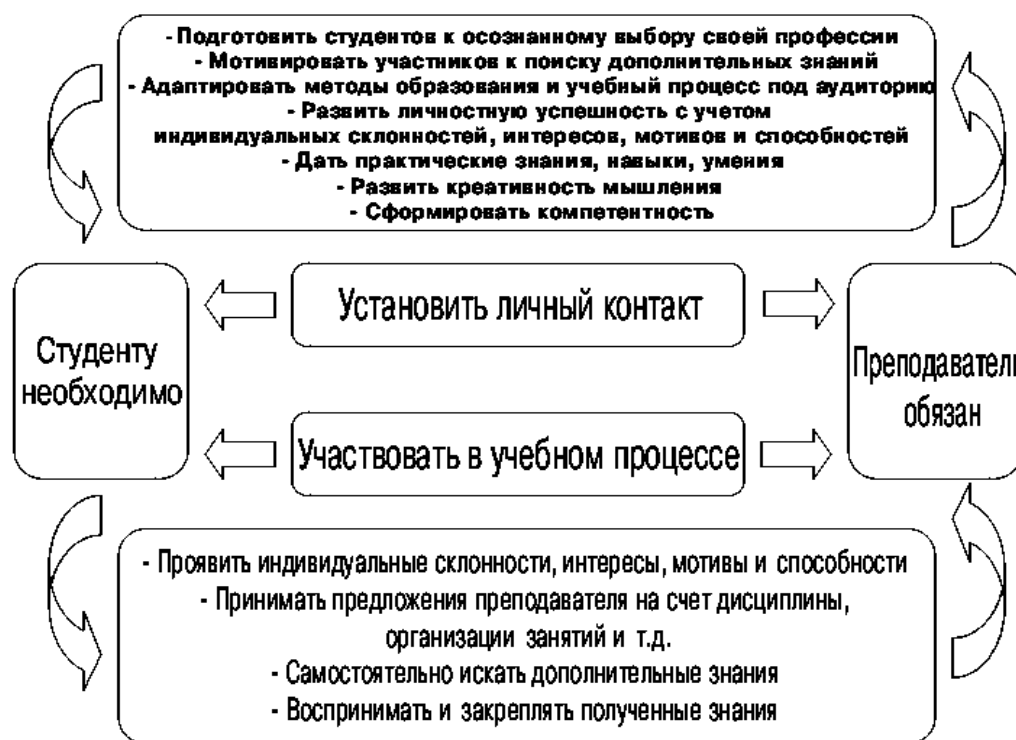 - Подготовить студентов к осознанному выбору своей профессии
- Мотивировать участников к поиску дополнительных знаний
- Адаптировать методы образования и учебный процесс под аудиторию
- Развить личностную успешность с учетом
индивидуальных склонностей, интересов, мотивов и способностей
- Дать практические знания, навыки, умения
- Развить креативность мышления
- Сформировать компетентность
Установить личный контакт
Студенту
необходимо
Преподаватель
обязан
Участвовать в учебном процессе
- Проявить индивидуальные склонности, интересы, мотивы и способности
- Принимать предложения преподавателя на счет дисциплины,
организации занятий и т.д.
- Самостоятельно искать дополнительные знания
- Воспринимать и закреплять полученные знания